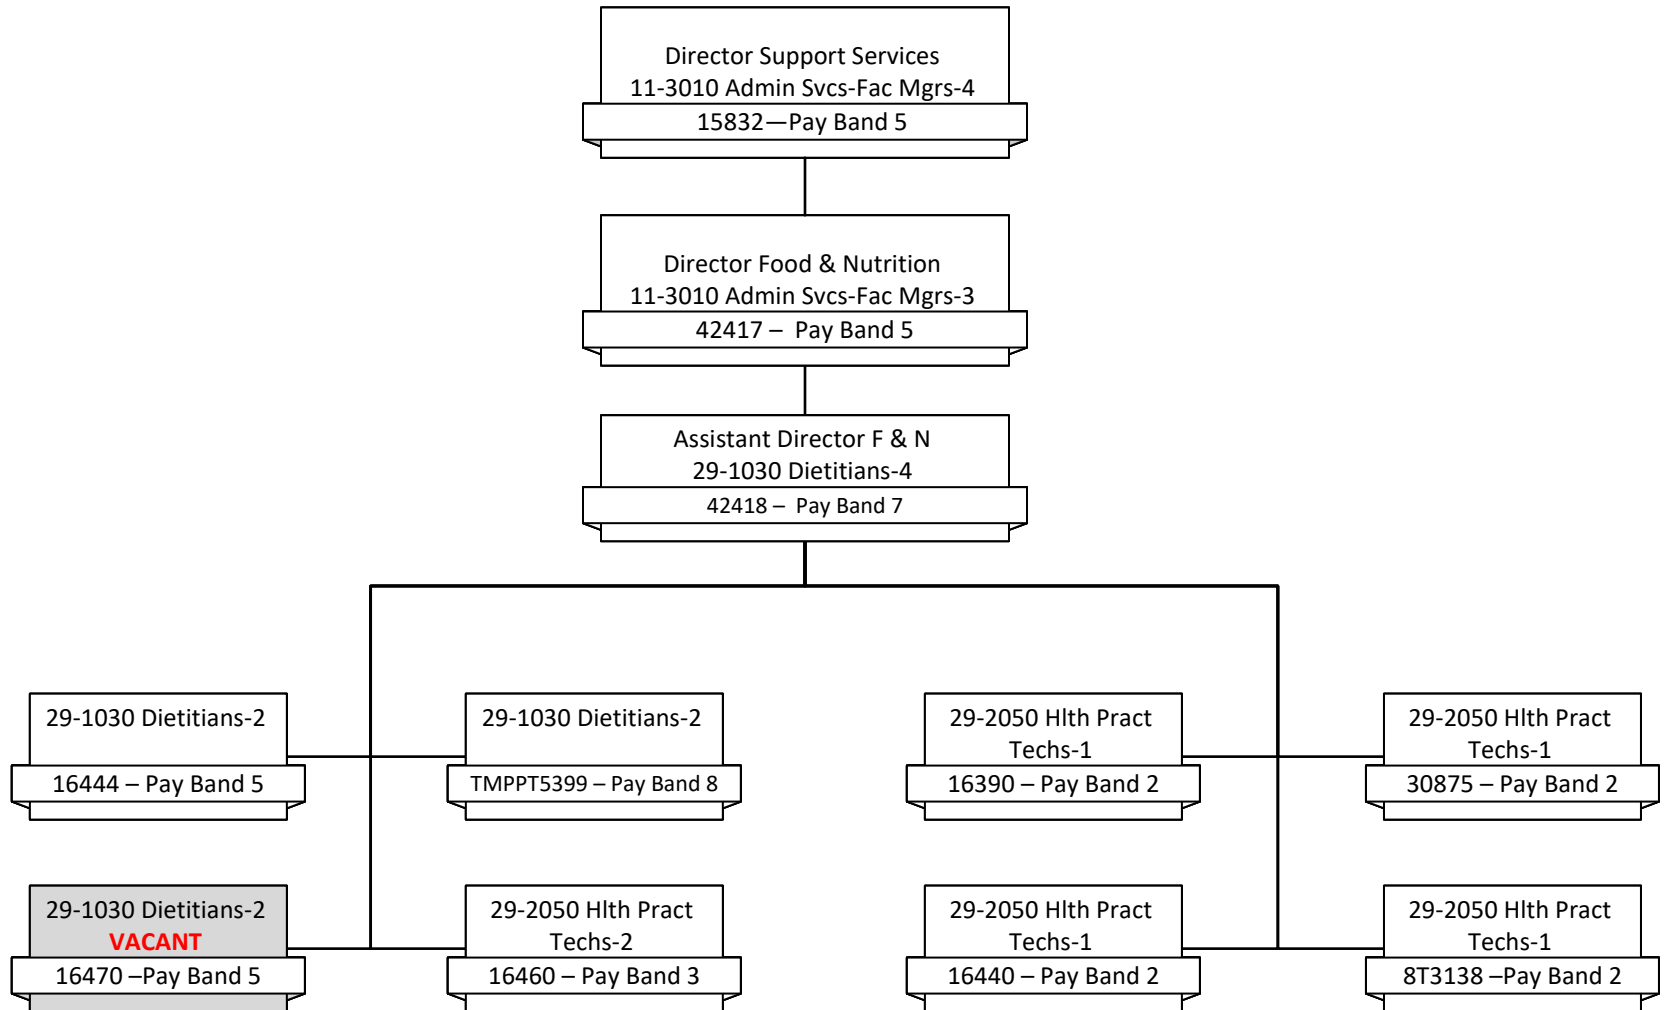 Director Support Services
11-3010 Admin Svcs-Fac Mgrs-4
15832—Pay Band 5
Director Food & Nutrition
11-3010 Admin Svcs-Fac Mgrs-3
42417 – Pay Band 5
Assistant Director F & N
29-1030 Dietitians-4
42418 – Pay Band 7
29-1030 Dietitians-2
16444 – Pay Band 5
29-1030 Dietitians-2
TMPPT5399 – Pay Band 8
29-2050 Hlth Pract
Techs-1
16390 – Pay Band 2
29-2050 Hlth Pract
Techs-1
30875 – Pay Band 2
29-1030 Dietitians-2
VACANT
16470 –Pay Band 5
29-2050 Hlth Pract
Techs-2
16460 – Pay Band 3
29-2050 Hlth Pract
Techs-1
16440 – Pay Band 2
29-2050 Hlth Pract
Techs-1
8T3138 –Pay Band 2